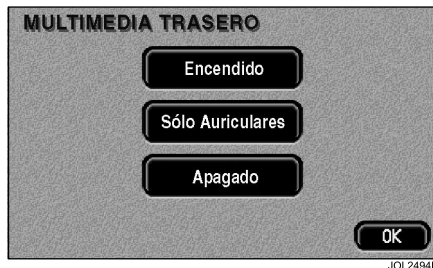 MULTIMEDIA TRASERO
Encendido
Sólo Auriculares
Apagado
OK